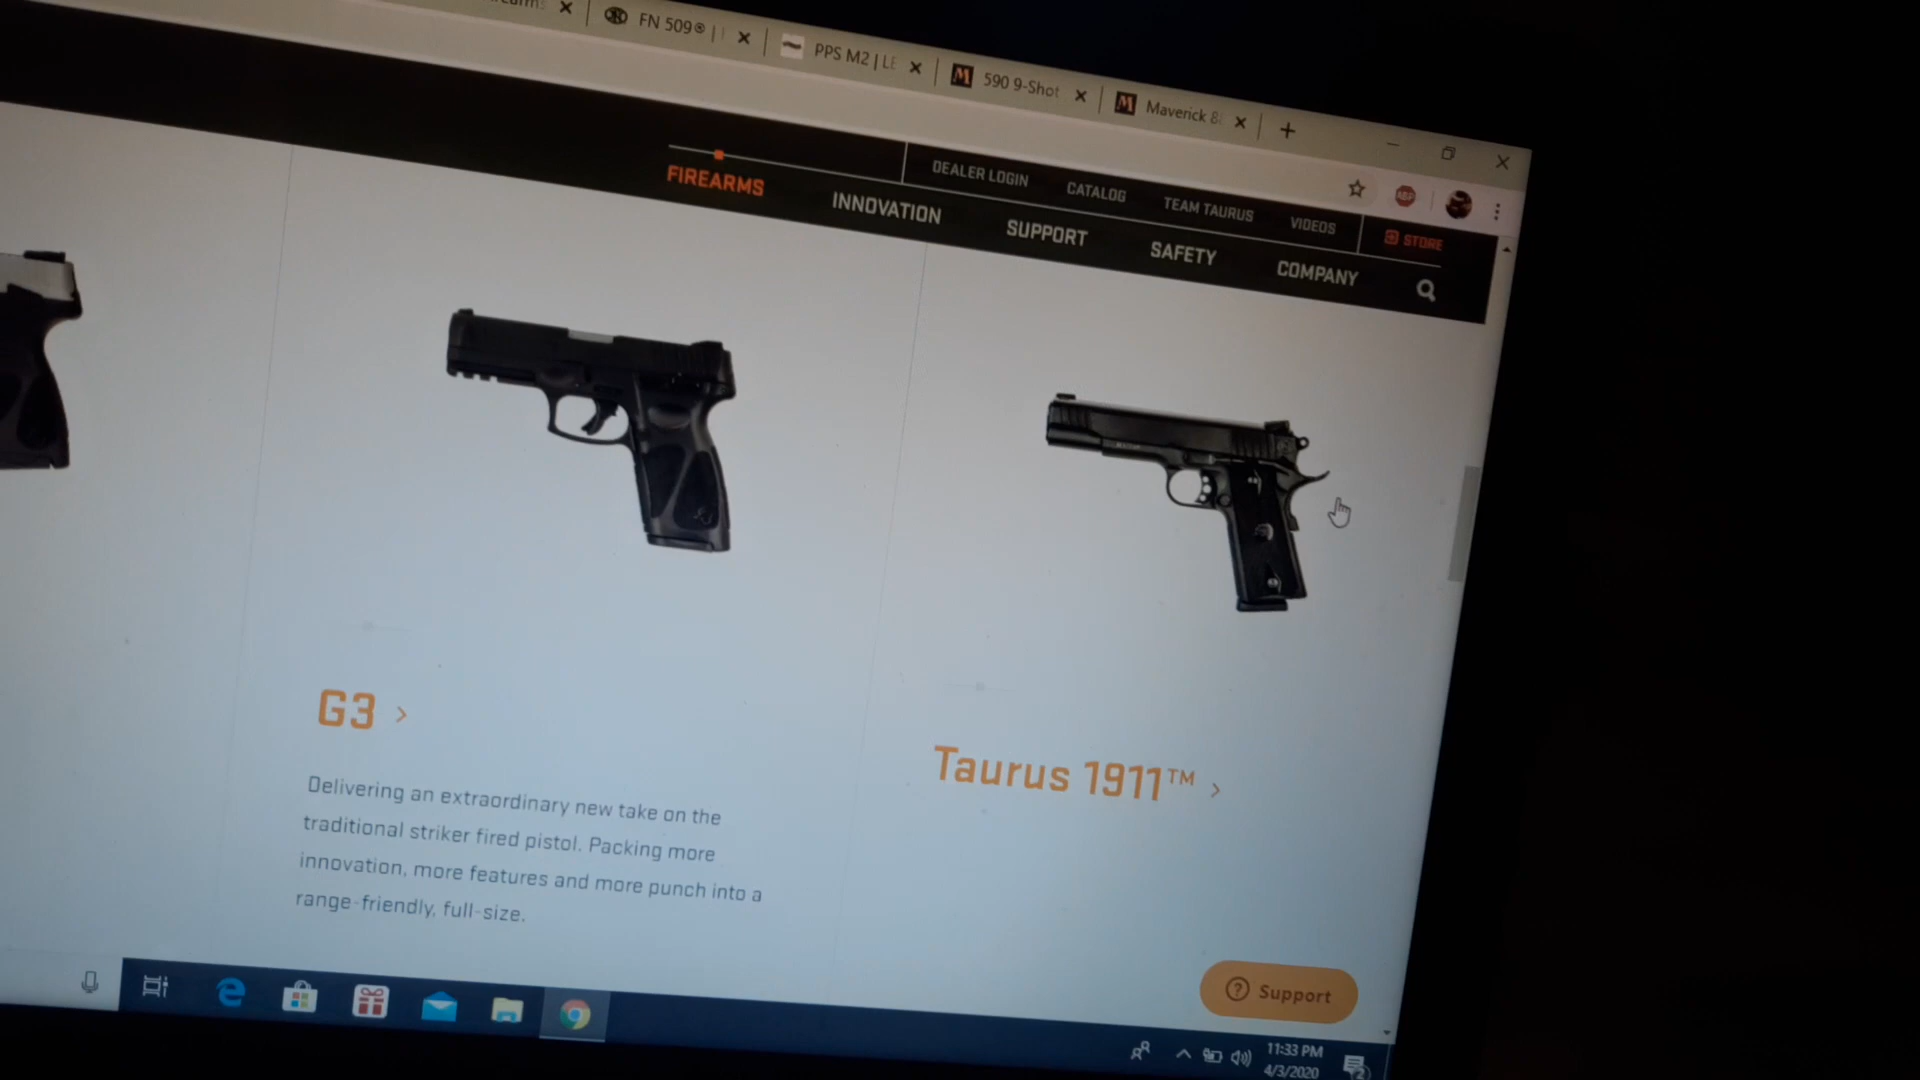 FN 509® |
PPS M2 | LE
590 9-Shot
Maverick 8
DEALER LOGIN
CATALOG
TEAM TAURUS
VIDEOS
STORE
FIREARMS
INNOVATION
SUPPORT
SAFETY
COMPANY
G3 >
Delivering an extraordinary new take on the
traditional striker fired pistol. Packing more
innovation, more features and more punch into a
range-friendly, full-size.
Taurus 1911™ >
Support
11:33 PM
4/3/2020